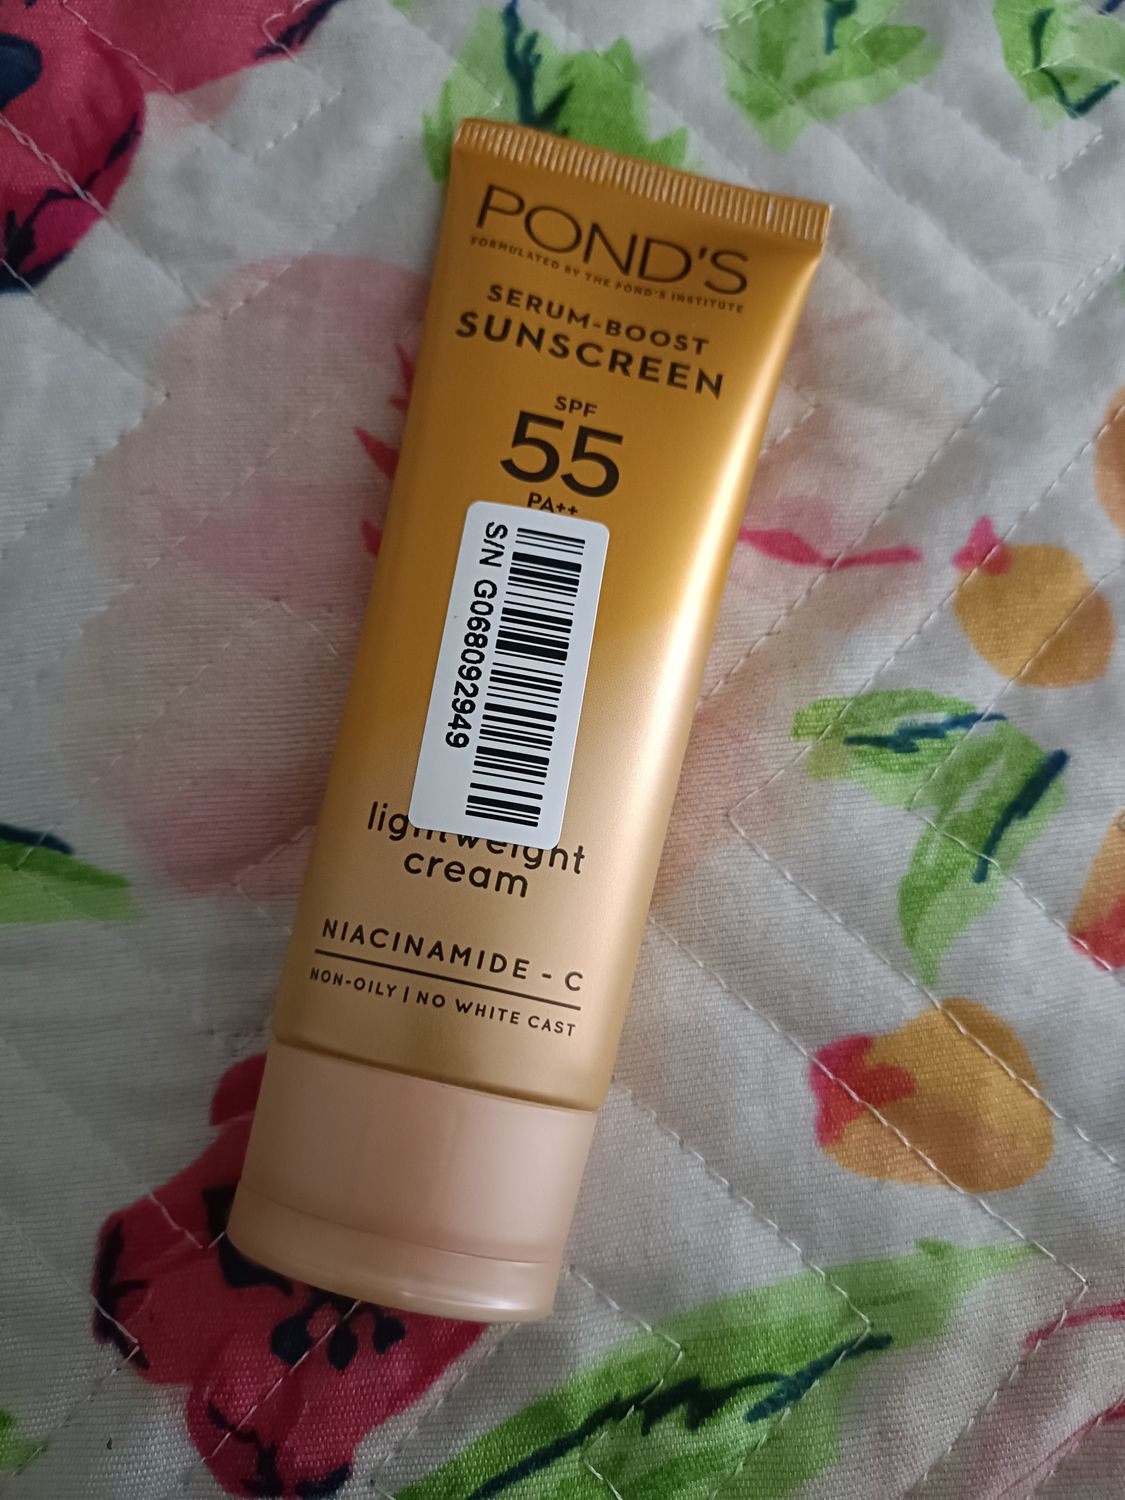 POND'S
FORMULATED BY THE POND'S INSTITUTE
SERUM-BOOST
SUNSCREEN
SPF
55
PA++
S/N G068092949
lightweight
cream
NIACINAMIDE - C
NON-OILY | NO WHITE CAST